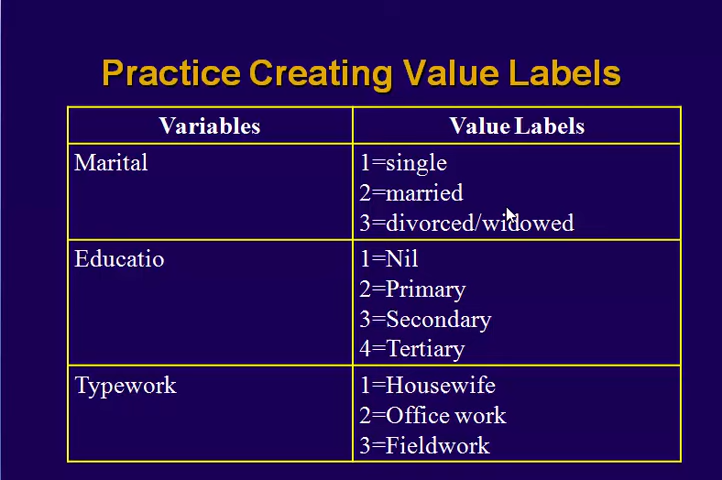 Practice Creating Value Labels
Variables
Value Labels
Marital
1=single
2=married
3=divorced/widowed
Educatio
1=Nil
2=Primary
3=Secondary
4=Tertiary
Typework
1=Housewife
2=Office work
3=Fieldwork